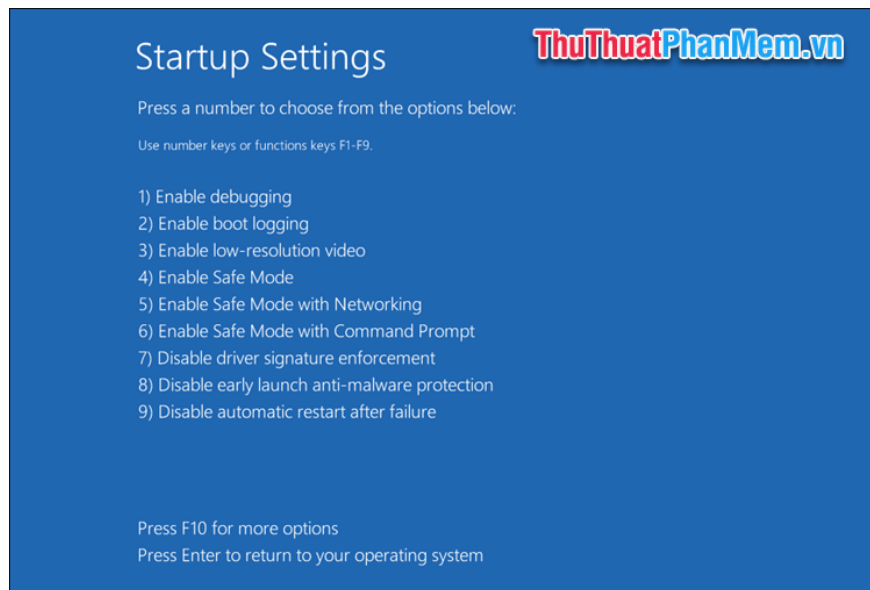 ThuThuatPhanMem.vn
Startup Settings
Press a number to choose from the options below:
Use number keys or functions keys F1-F9.
1) Enable debugging
2) Enable boot logging
3) Enable low-resolution video
4) Enable Safe Mode
5) Enable Safe Mode with Networking
6) Enable Safe Mode with Command Prompt
7) Disable driver signature enforcement
8) Disable early launch anti-malware protection
9) Disable automatic restart after failure
Press F10 for more options
Press Enter to return to your operating system